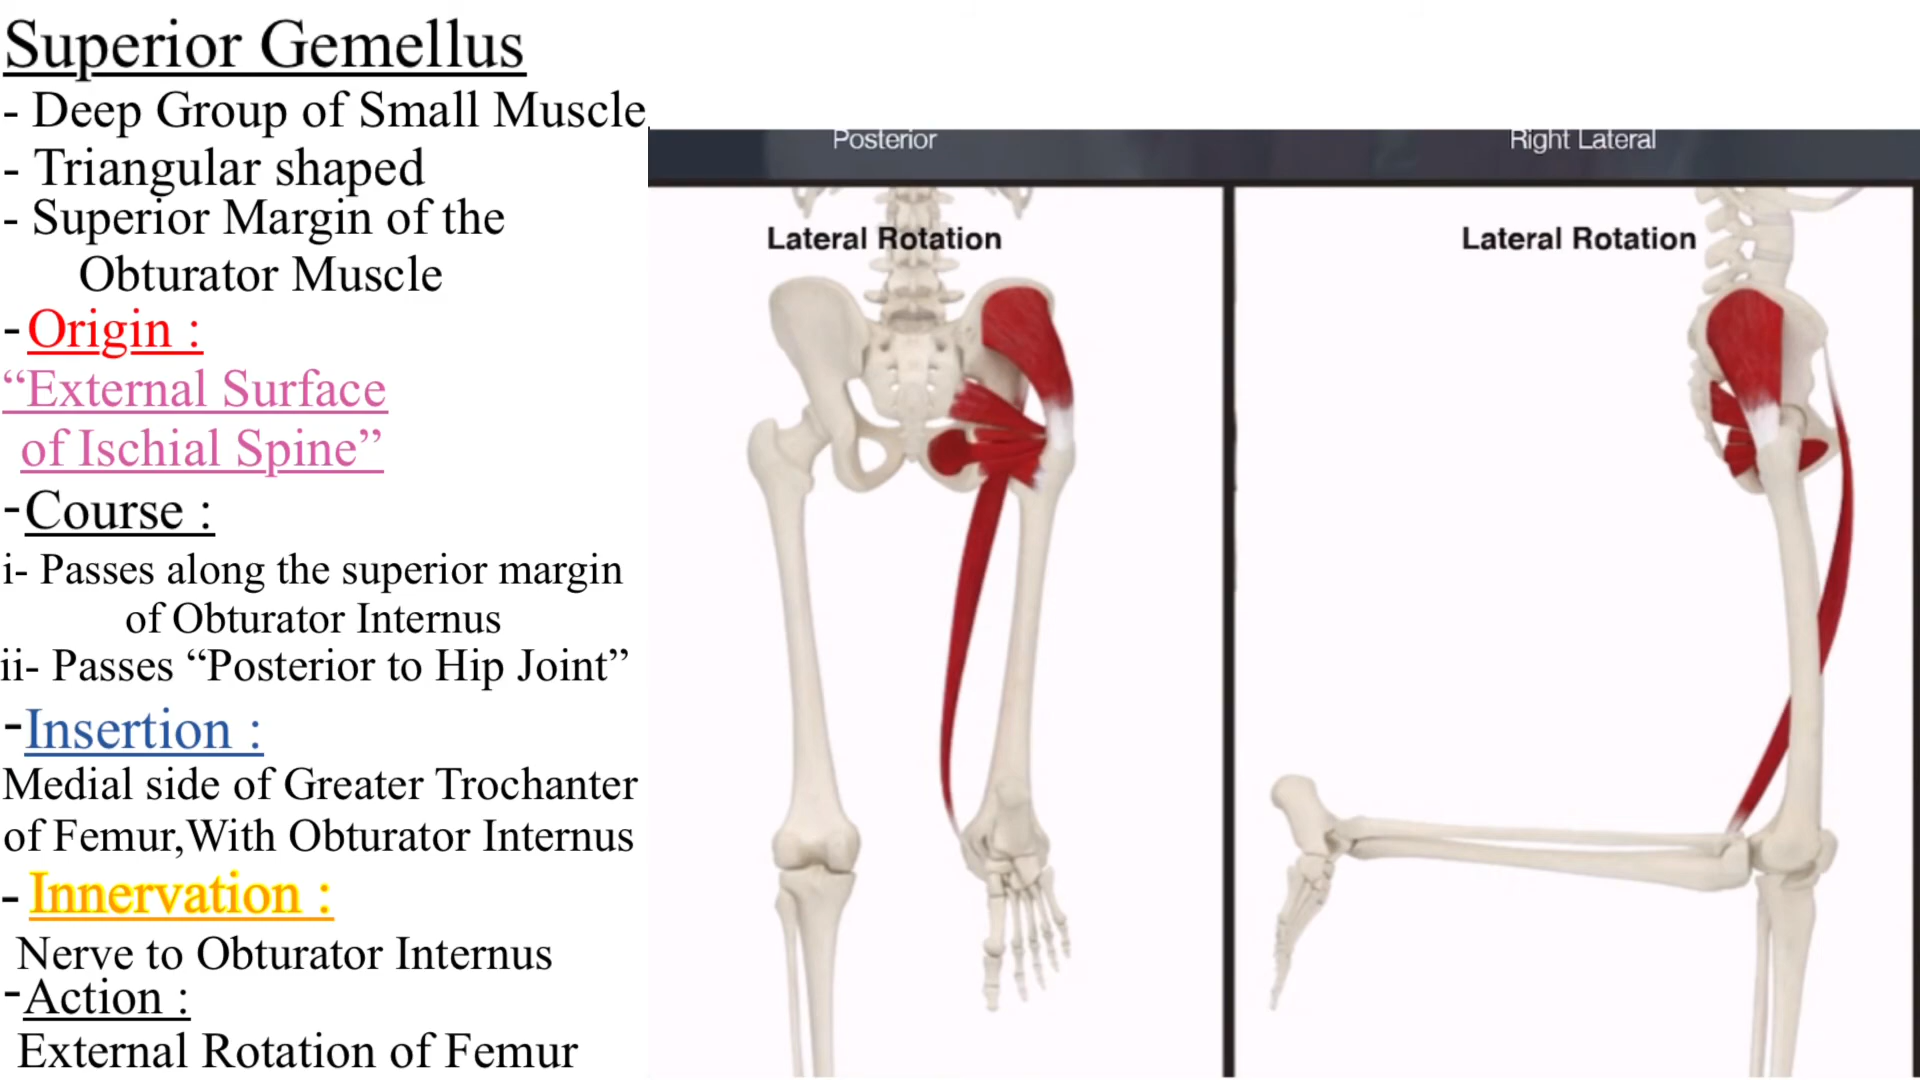 Superior Gemellus
- Deep Group of Small Muscle
- Triangular shaped
- Superior Margin of the
Obturator Muscle
- Origin :
“External Surface
of Ischial Spine”
- Course :
i- Passes along the superior margin
of Obturator Internus
ii- Passes “Posterior to Hip Joint”
- Insertion :
Medial side of Greater Trochanter
of Femur,With Obturator Internus
- Innervation :
Nerve to Obturator Internus
- Action :
External Rotation of Femur
Posterior
Lateral Rotation
Right Lateral
Lateral Rotation